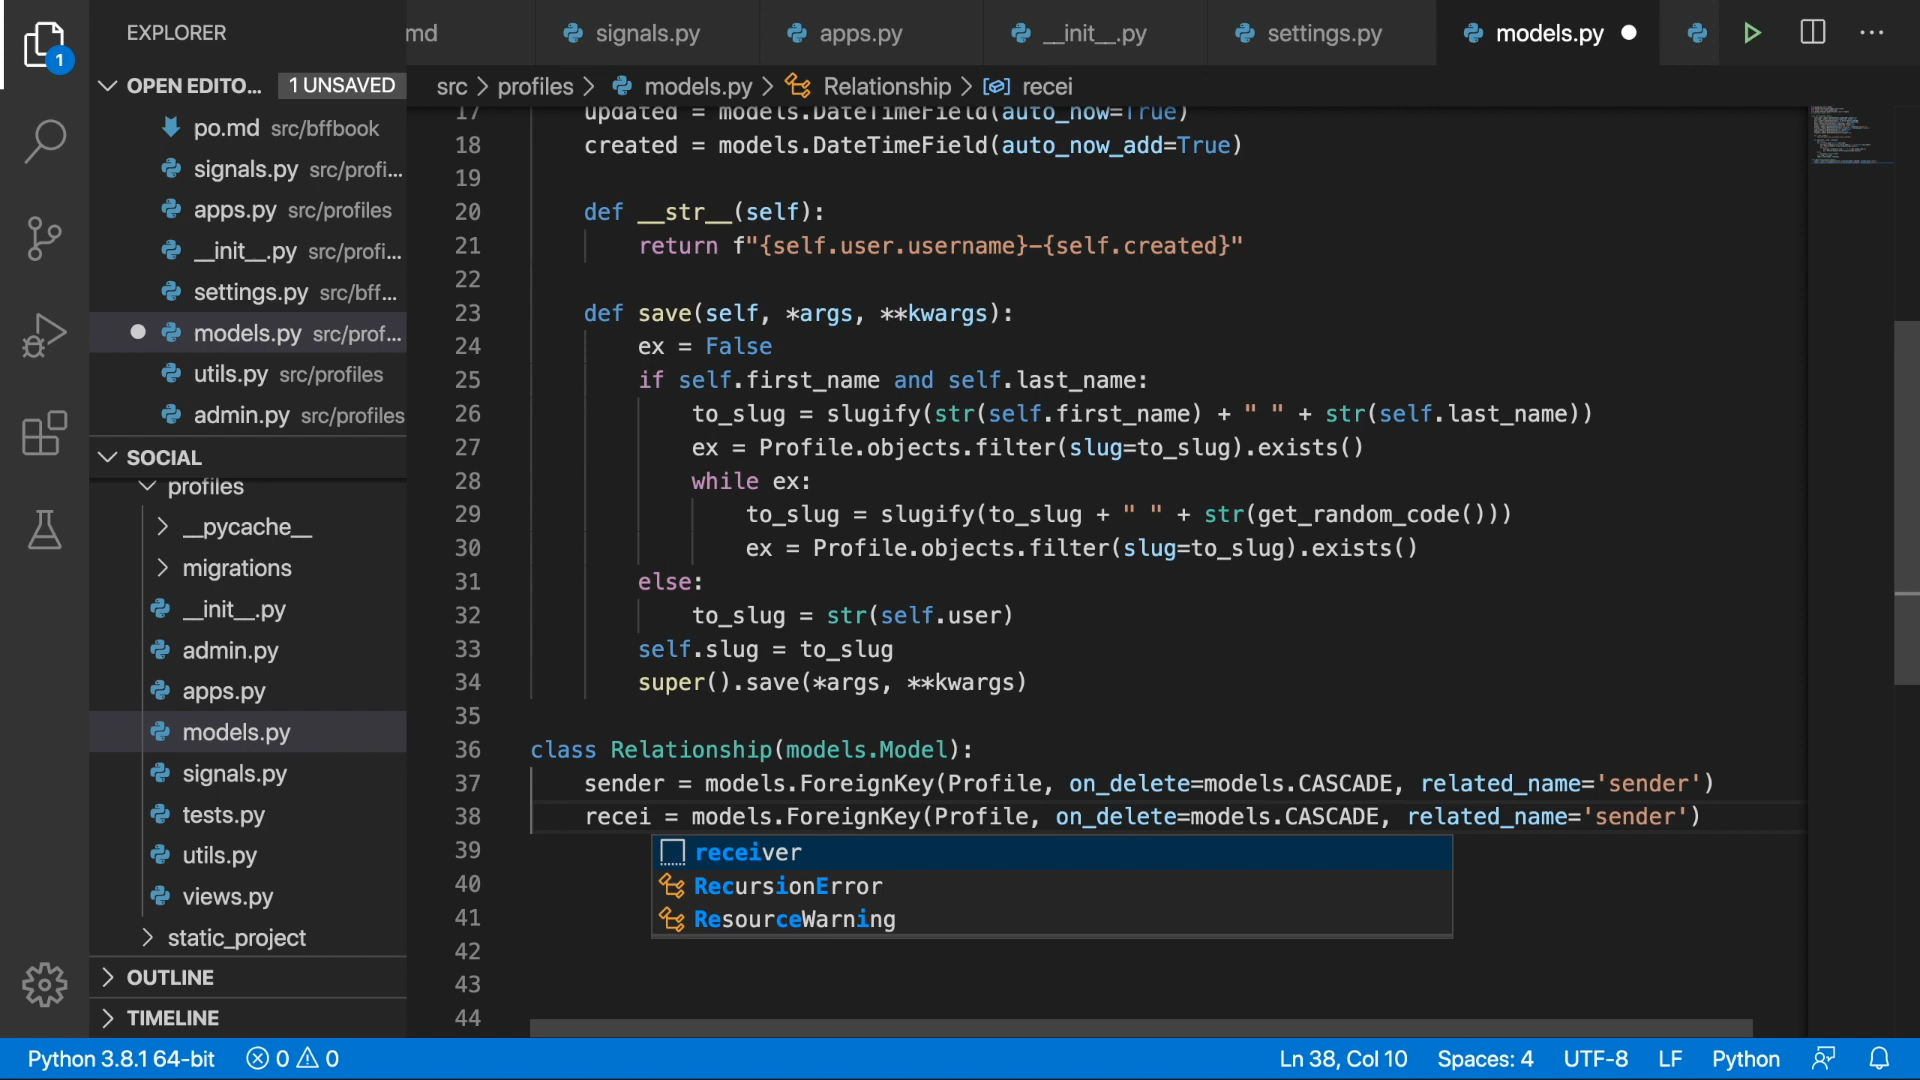 EXPLORER
md
signals.py
apps.py
__init__.py
settings.py
models.py
1
OPEN EDITO...
1 UNSAVED
src > profiles > models.py > Relationship > recei
po.md src/bffbook
signals.py src/profi...
apps.py src/profiles
__init__.py src/profi...
settings.py src/bff...
models.py src/prof...
utils.py src/profiles
admin.py src/profiles
SOCIAL
profiles
__pycache__
migrations
__init__.py
admin.py
apps.py
models.py
signals.py
tests.py
utils.py
views.py
static_project
OUTLINE
TIMELINE
17 updated = models.DateTimeField(auto_now=True)
18 created = models.DateTimeField(auto_now_add=True)
19
20 def __str__(self):
21 return f"{self.user.username}-{self.created}"
22
23 def save(self, *args, **kwargs):
24 ex = False
25 if self.first_name and self.last_name:
26 to_slug = slugify(str(self.first_name) + " " + str(self.last_name))
27 ex = Profile.objects.filter(slug=to_slug).exists()
28 while ex:
29 to_slug = slugify(to_slug + " " + str(get_random_code()))
30 ex = Profile.objects.filter(slug=to_slug).exists()
31 else:
32 to_slug = str(self.user)
33 self.slug = to_slug
34 super().save(*args, **kwargs)
35
36 class Relationship(models.Model):
37 sender = models.ForeignKey(Profile, on_delete=models.CASCADE, related_name='sender')
38 recei = models.ForeignKey(Profile, on_delete=models.CASCADE, related_name='sender')
39
receiver
40
RecursionError
41
ResourceWarning
42
43
44
Python 3.8.1 64-bit
0
0
Ln 38, Col 10
Spaces: 4
UTF-8
LF
Python